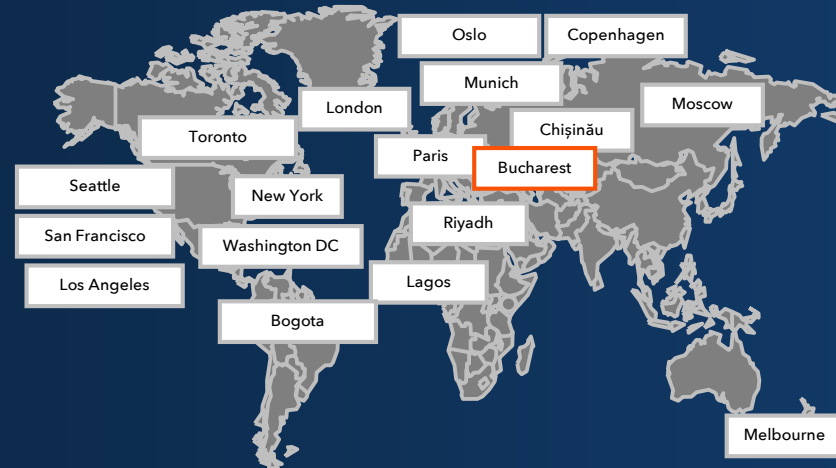 Oslo
Copenhagen
Munich
London
Moscow
Toronto
Chișinău
Paris
Bucharest
Seattle
New York
San Francisco
Washington DC
Riyadh
Los Angeles
Lagos
Bogota
Melbourne